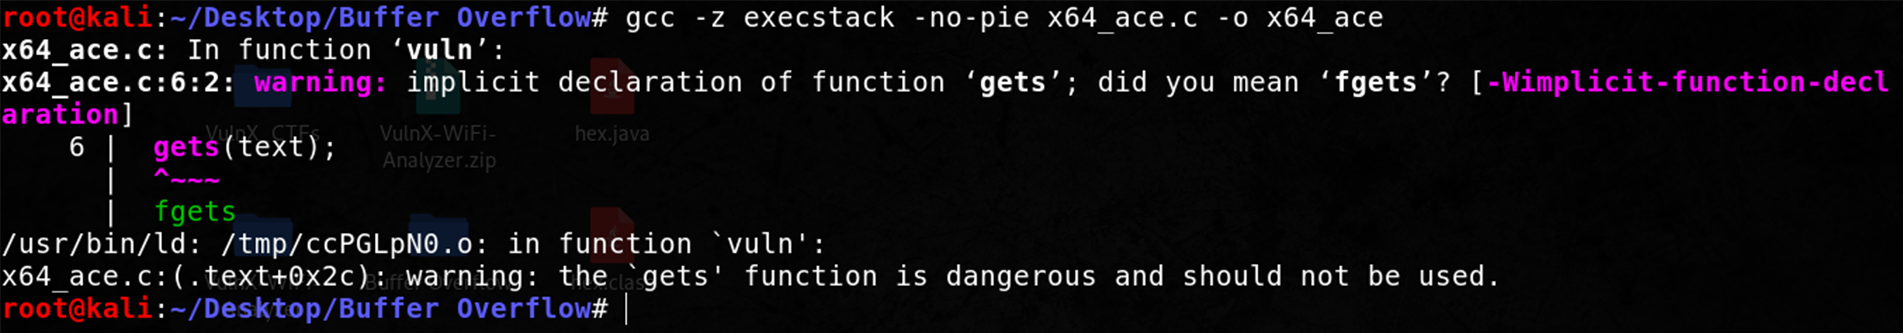 root@kali:~/Desktop/Buffer Overflow# gcc -z execstack -no-pie x64_ace.c -o x64_ace
x64_ace.c: In function ‘vuln’:
x64_ace.c:6:2: warning: implicit declaration of function ‘gets’; did you mean ‘fgets’? [-Wimplicit-function-decl
aration]
VulnX_CTFs VulnX-WiFi- hex.java
Analyzer.zip
6 | gets(text);
| ^~~~
| fgets
/usr/bin/ld: /tmp/ccPGLpN0.o: in function `vuln':
x64_ace.c:(.text+0x2c): warning: the `gets' function is dangerous and should not be used.
root@kali:~/Desktop/Buffer Overflow#